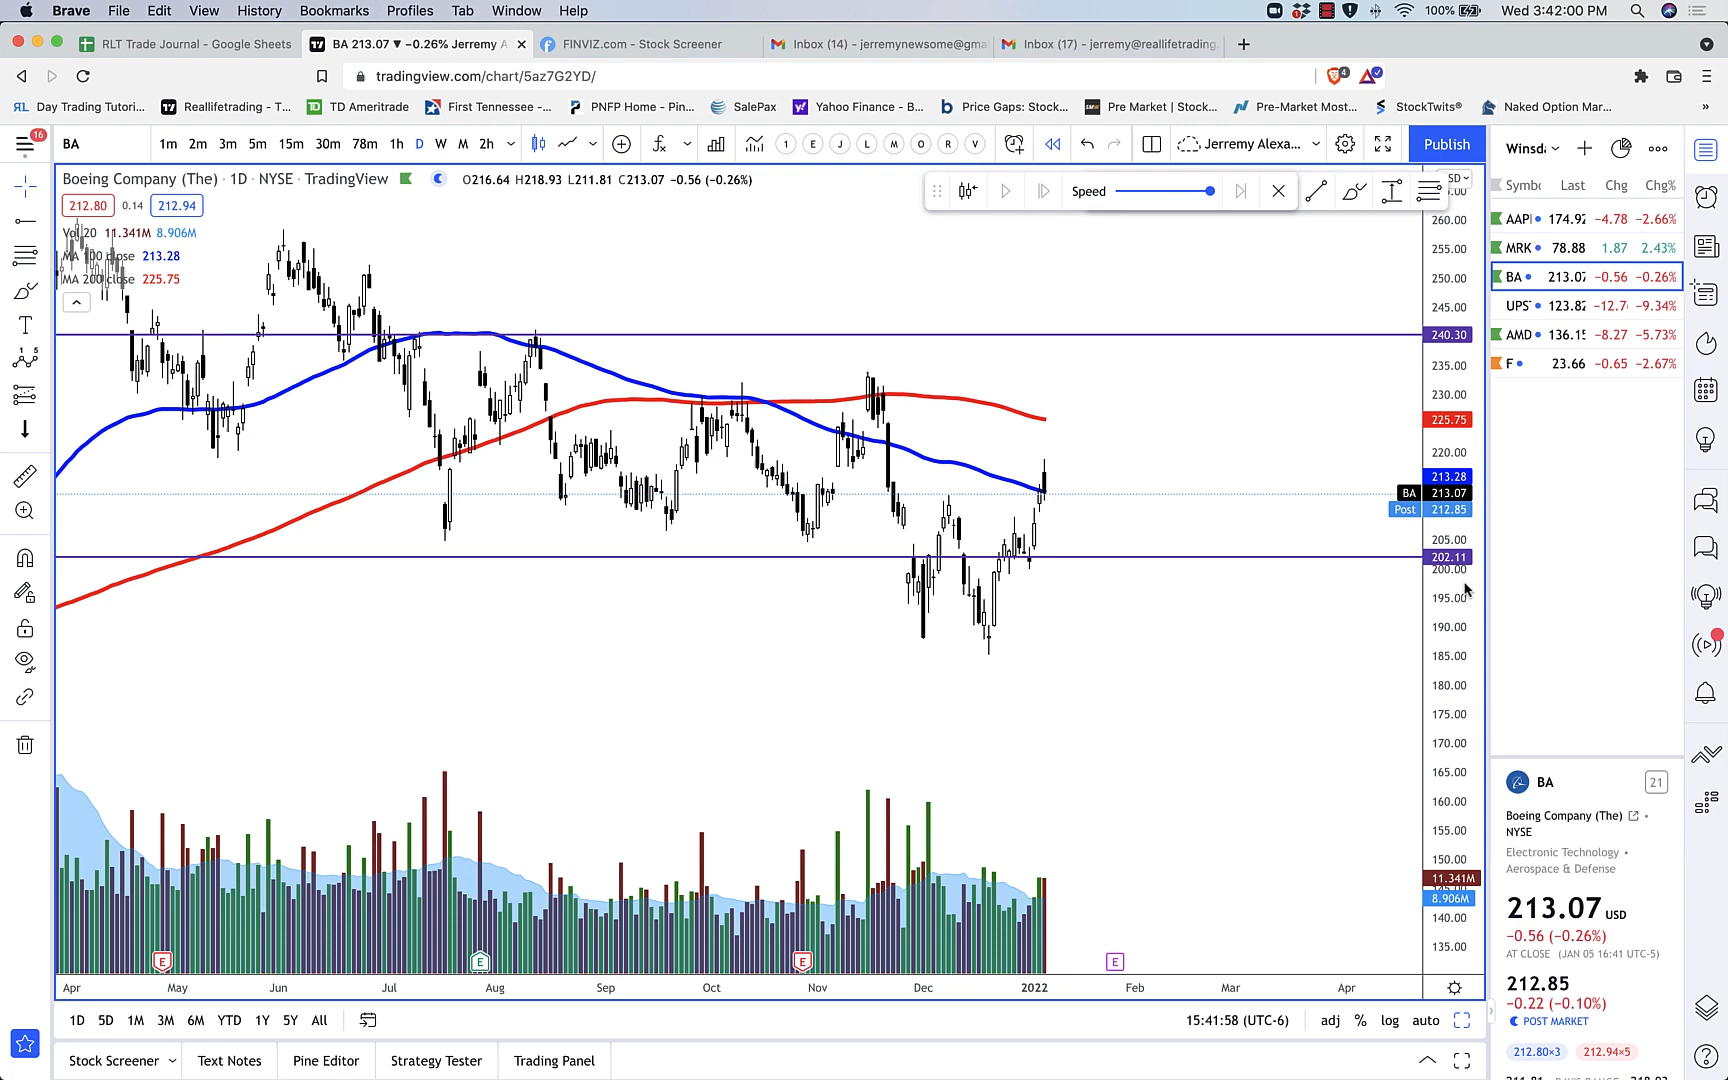 Brave File Edit View History Bookmarks Profiles Tab Window Help 100% Wed 3:42:00 PM
RLT Trade Journal - Google Sheets BA 213.07 ▼ −0.26% Jerremy A FINVIZ.com - Stock Screener Inbox (14) - jerremynewsome@gma Inbox (17) - jerremy@reallifetrading.
tradingview.com/chart/5az7G2YD/
Day Trading Tutori... Reallifetrading - T... TD Ameritrade First Tennessee -... PNFP Home - Pin... SalePax Yahoo Finance - B... Price Gaps: Stock... Pre Market | Stock... Pre-Market Most... StockTwits® Naked Option Mar... »
16 BA 1m 2m 3m 5m 15m 30m 78m 1h D W M 2h 1 E J L M O R V Jerremy Alexa... Publish Winsda
Boeing Company (The) · 1D · NYSE · TradingView O216.64 H218.93 L211.81 C213.07 −0.56 (−0.26%)
Speed
212.80 0.14 212.94
Vol 20 11.341M 8.906M
MA 100 close 213.28
MA 200 close 225.75
Symbo Last Chg Chg%
AAPL 174.92 −4.78 −2.66%
MRK 78.88 1.87 2.43%
BA 213.07 −0.56 −0.26%
UPS 123.82 −12.7 −9.34%
AMD 136.15 −8.27 −5.73%
F 23.66 −0.65 −2.67%
260.00
255.00
250.00
245.00
240.30
235.00
230.00
225.75
220.00
213.28
BA 213.07
Post 212.85
205.00
202.11
200.00
195.00
190.00
185.00
180.00
175.00
170.00
165.00
160.00
155.00
150.00
11.341M
8.906M
140.00
135.00
E E E E
Apr May Jun Jul Aug Sep Oct Nov Dec 2022 Feb Mar Apr
1D 5D 1M 3M 6M YTD 1Y 5Y All 15:41:58 (UTC-6) adj % log auto
Stock Screener Text Notes Pine Editor Strategy Tester Trading Panel
BA 21
Boeing Company (The)
NYSE
Electronic Technology •
Aerospace & Defense
213.07 USD
−0.56 (−0.26%)
AT CLOSE (JAN 05 16:41 UTC-5)
212.85
−0.22 (−0.10%)
POST MARKET
212.80×3 212.94×5